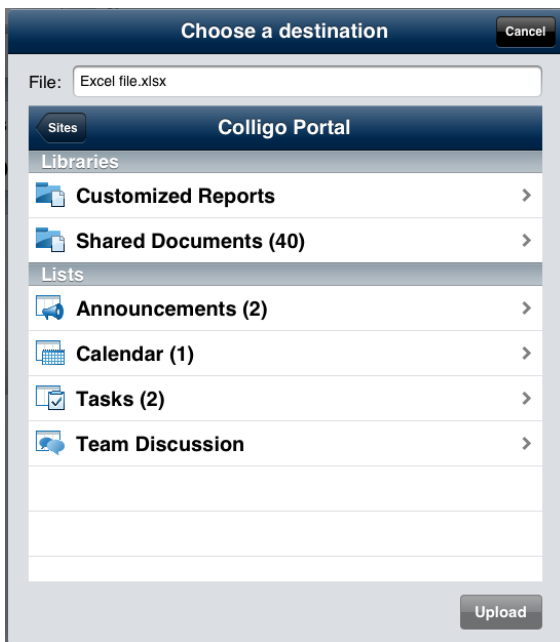 Choose a destination Cancel
File: Excel file.xlsx
Sites Colligo Portal
Libraries
Customized Reports
Shared Documents (40)
Lists
Announcements (2)
Calendar (1)
Tasks (2)
Team Discussion
Upload